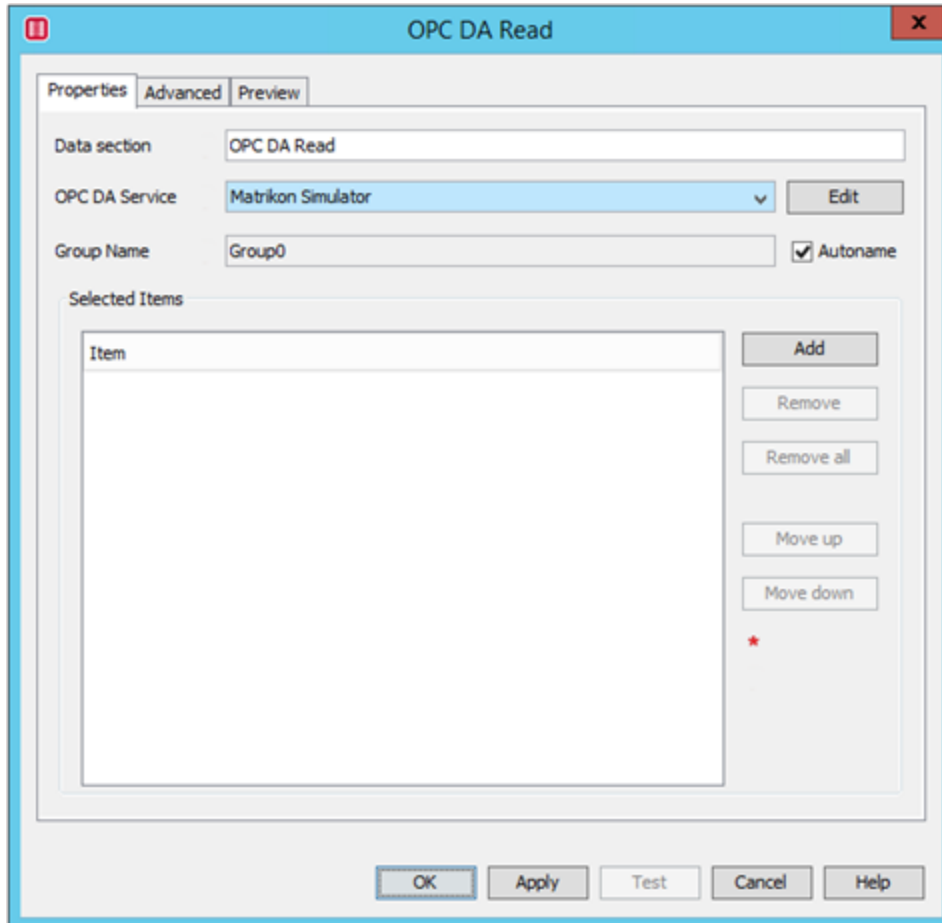 OPC DA Read
x
Properties Advanced Preview
Data section OPC DA Read
OPC DA Service Matrikon Simulator Edit
Group Name Group0 Autoname
Selected Items
Item
Add
Remove
Remove all
Move up
Move down
*
OK Apply Test Cancel Help